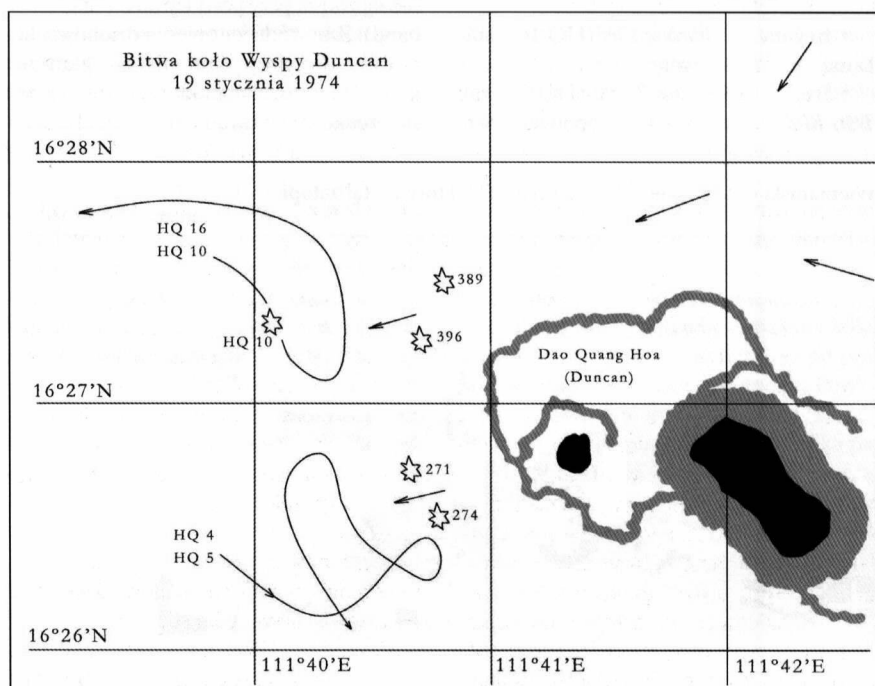 Bitwa koło Wyspy Duncan
19 stycznia 1974
16°28'N
HQ 16
HQ 10
389
HQ 10
396
Dao Quang Hoa
(Duncan)
16°27'N
271
274
HQ 4
HQ 5
16°26'N
111°40'E
111°41'E
111°42'E